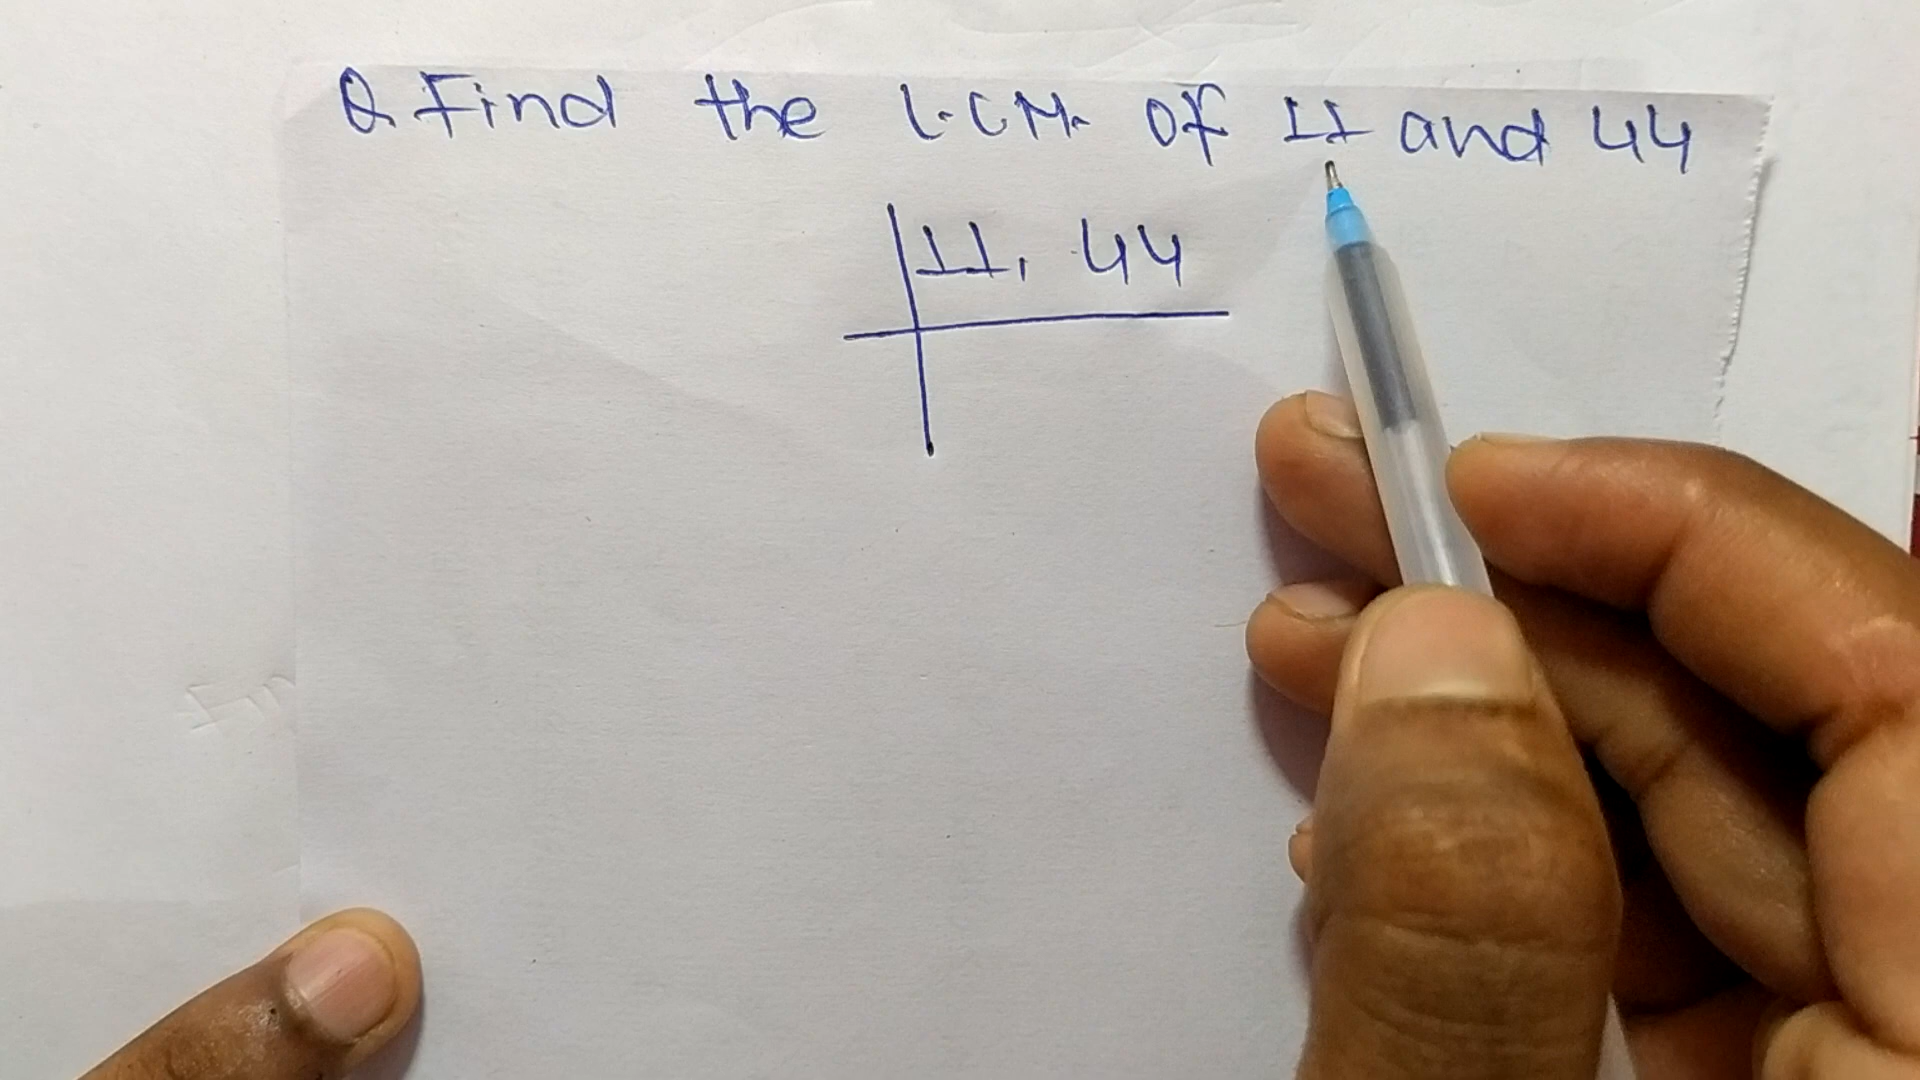 Q. Find the L.C.M. of 11 and 44
11, 44